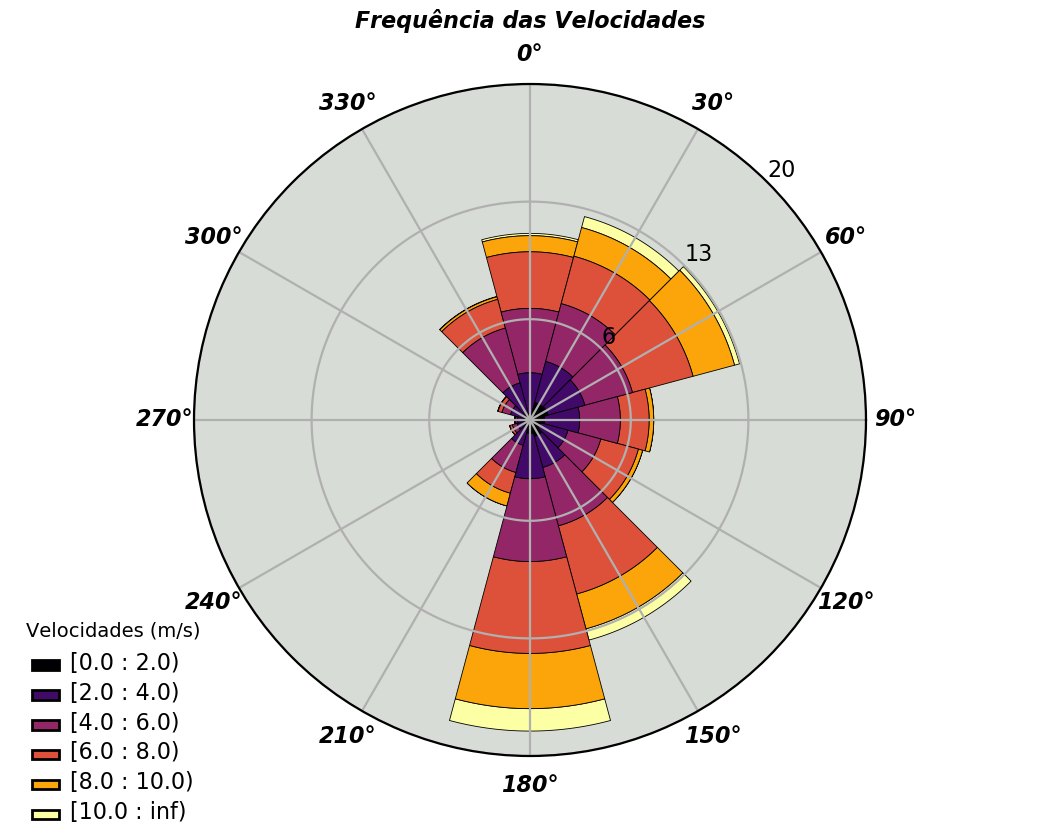 Frequência das Velocidades
0°
330°
30°
20
300°
60°
13
6
270°
90°
240°
120°
210°
150°
180°
Velocidades (m/s)
[0.0 : 2.0)
[2.0 : 4.0)
[4.0 : 6.0)
[6.0 : 8.0)
[8.0 : 10.0)
[10.0 : inf)